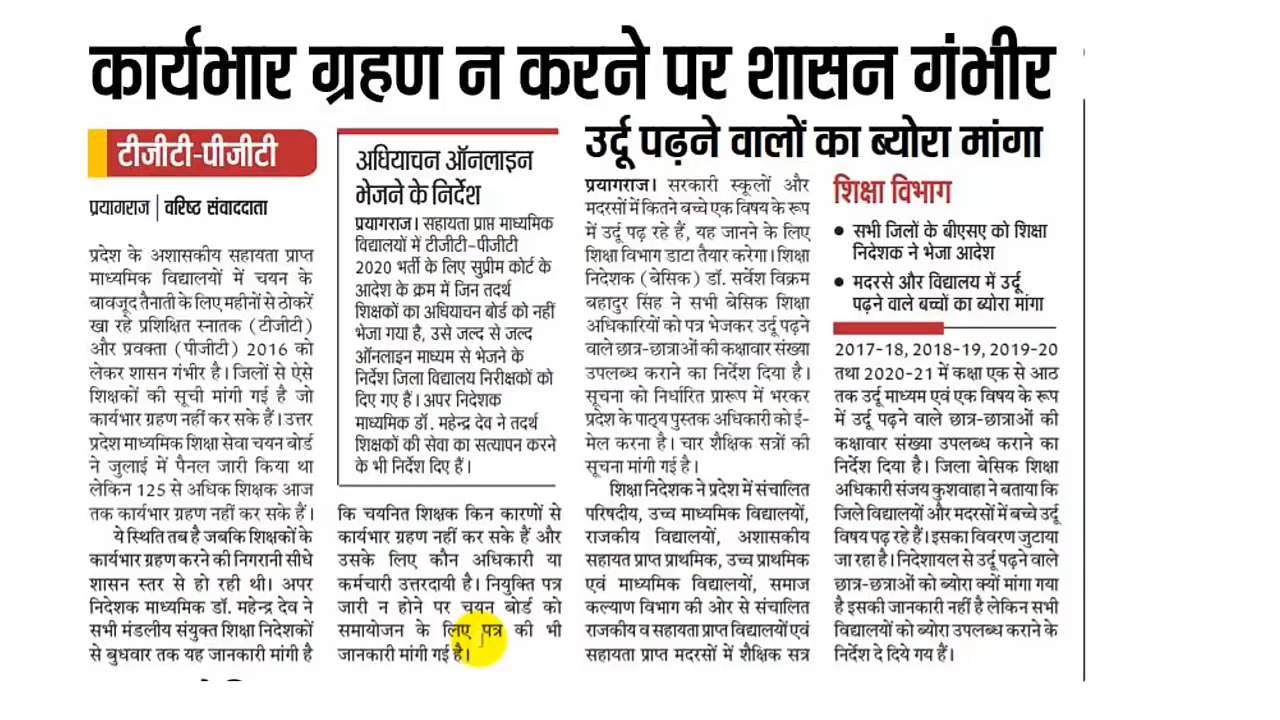 कार्यभार ग्रहण न करने पर शासन गंभीर
टीजीटी-पीजीटी
प्रयागराज | वरिष्ठ संवाददाता
प्रदेश के अशासकीय सहायता प्राप्त
माध्यमिक विद्यालयों में चयन के
बावजूद तैनाती के लिए महीनों से ठोकरें
खा रहे प्रशिक्षित स्नातक (टीजीटी)
और प्रवक्ता (पीजीटी) 2016 को
लेकर शासन गंभीर है। जिलों से ऐसे
शिक्षकों की सूची मांगी गई है जो
कार्यभार ग्रहण नहीं कर सके हैं। उत्तर
प्रदेश माध्यमिक शिक्षा सेवा चयन बोर्ड
ने जुलाई में पैनल जारी किया था
लेकिन 125 से अधिक शिक्षक आज
तक कार्यभार ग्रहण नहीं कर सके हैं।
ये स्थिति तब है जबकि शिक्षकों के
कार्यभार ग्रहण करने की निगरानी सीधे
शासन स्तर से हो रही थी। अपर
निदेशक माध्यमिक डॉ. महेन्द्र देव ने
सभी मंडलीय संयुक्त शिक्षा निदेशकों
से बुधवार तक यह जानकारी मांगी है
अधियाचन ऑनलाइन
भेजने के निर्देश
प्रयागराज। सहायता प्राप्त माध्यमिक
विद्यालयों में टीजीटी-पीजीटी
2020 भर्ती के लिए सुप्रीम कोर्ट के
आदेश के क्रम में जिन तदर्थ
शिक्षकों का अधियाचन बोर्ड को नहीं
भेजा गया है, उसे जल्द से जल्द
ऑनलाइन माध्यम से भेजने के
निर्देश जिला विद्यालय निरीक्षकों को
दिए गए हैं। अपर निदेशक
माध्यमिक डॉ. महेन्द्र देव ने तदर्थ
शिक्षकों की सेवा का सत्यापन करने
के भी निर्देश दिए हैं।
कि चयनित शिक्षक किन कारणों से
कार्यभार ग्रहण नहीं कर सके हैं और
उसके लिए कौन अधिकारी या
कर्मचारी उत्तरदायी है। नियुक्ति पत्र
जारी न होने पर चयन बोर्ड को
समायोजन के लिए पत्र की भी
जानकारी मांगी गई है।
उर्दू पढ़ने वालों का ब्योरा मांगा
प्रयागराज। सरकारी स्कूलों और
मदरसों में कितने बच्चे एक विषय के रूप
में उर्दू पढ़ रहे हैं, यह जानने के लिए
शिक्षा विभाग डाटा तैयार करेगा। शिक्षा
निदेशक (बेसिक) डॉ. सर्वेश विक्रम
बहादुर सिंह ने सभी बेसिक शिक्षा
अधिकारियों को पत्र भेजकर उर्दू पढ़ने
वाले छात्र-छात्राओं की कक्षावार संख्या
उपलब्ध कराने का निर्देश दिया है।
सूचना को निर्धारित प्रारूप में भरकर
प्रदेश के पाठ्य पुस्तक अधिकारी को ई-
मेल करना है। चार शैक्षिक सत्रों की
सूचना मांगी गई है।
शिक्षा निदेशक ने प्रदेश में संचालित
परिषदीय, उच्च माध्यमिक विद्यालयों,
राजकीय विद्यालयों, अशासकीय
सहायत प्राप्त प्राथमिक, उच्च प्राथमिक
एवं माध्यमिक विद्यालयों, समाज
कल्याण विभाग की ओर से संचालित
राजकीय व सहायता प्राप्त विद्यालयों एवं
सहायता प्राप्त मदरसों में शैक्षिक सत्र
शिक्षा विभाग
● सभी जिलों के बीएसए को शिक्षा
निदेशक ने भेजा आदेश
● मदरसे और विद्यालय में उर्दू
पढ़ने वाले बच्चों का ब्योरा मांगा
2017-18, 2018-19, 2019-20
तथा 2020-21 में कक्षा एक से आठ
तक उर्दू माध्यम एवं एक विषय के रूप
में उर्दू पढ़ने वाले छात्र-छात्राओं की
कक्षावार संख्या उपलब्ध कराने का
निर्देश दिया है। जिला बेसिक शिक्षा
अधिकारी संजय कुशवाहा ने बताया कि
जिले विद्यालयों और मदरसों में बच्चे उर्दू
विषय पढ़ रहे हैं। इसका विवरण जुटाया
जा रहा है। निदेशायल से उर्दू पढ़ने वाले
छात्र-छात्राओं को ब्योरा क्यों मांगा गया
है इसकी जानकारी नहीं है लेकिन सभी
विद्यालयों को ब्योरा उपलब्ध कराने के
निर्देश दे दिये गय हैं।